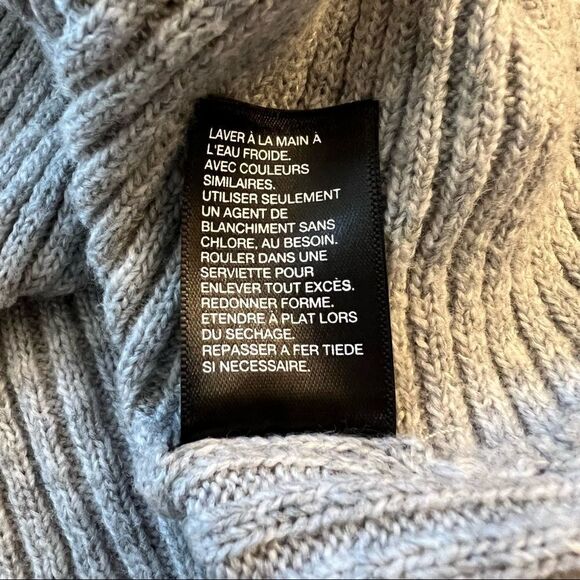 LAVER À LA MAIN À
L'EAU FROIDE.
AVEC COULEURS
SIMILAIRES.
UTILISER SEULEMENT
UN AGENT DE
BLANCHIMENT SANS
CHLORE, AU BESOIN.
ROULER DANS UNE
SERVIETTE POUR
ENLEVER TOUT EXCÈS.
REDONNER FORME.
ÉTENDRE À PLAT LORS
DU SÉCHAGE.
REPASSER A FER TIEDE
SI NECESSAIRE.